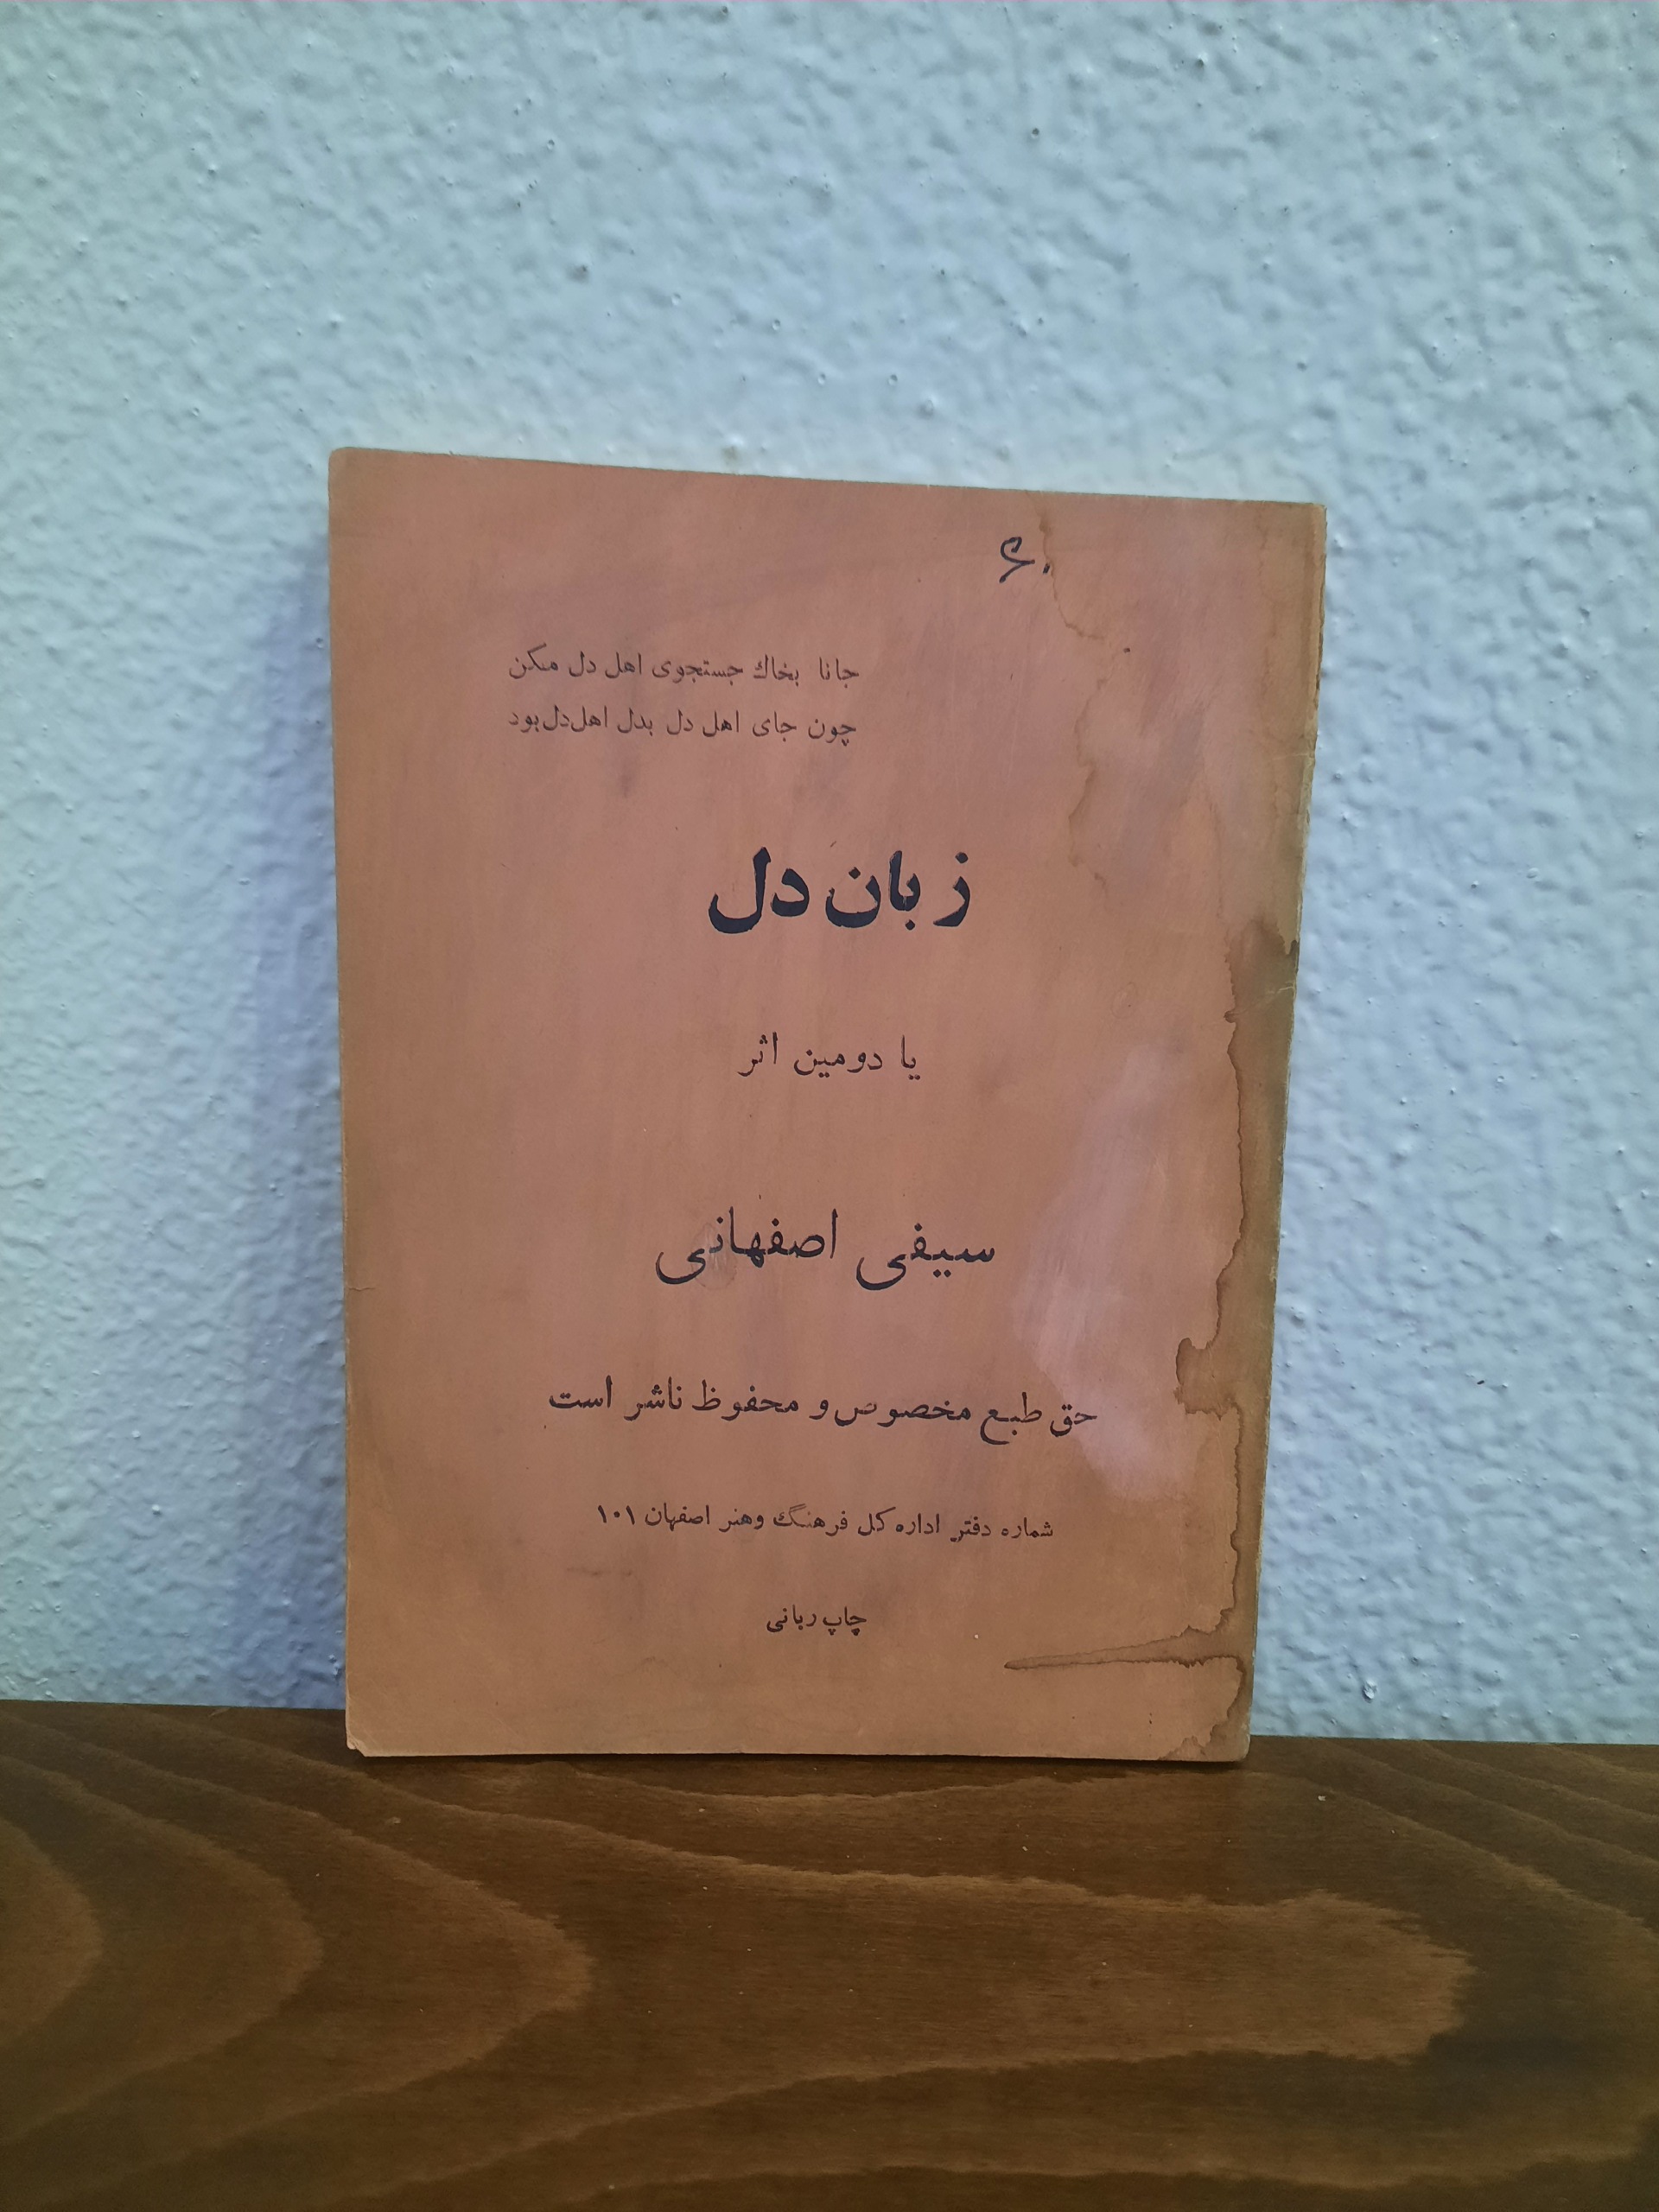 ۶۰
جانا بخاك جستجوی اهل دل مکن
چون جای اهل دل بدل اهل‌دل‌بود
زبان دل
یا دومین اثر
سیفی اصفهانی
حق طبع مخصوص و محفوظ ناشر است
شماره دفتر اداره کل فرهنگ وهنر اصفهان ۱۰۱
چاپ ربانی